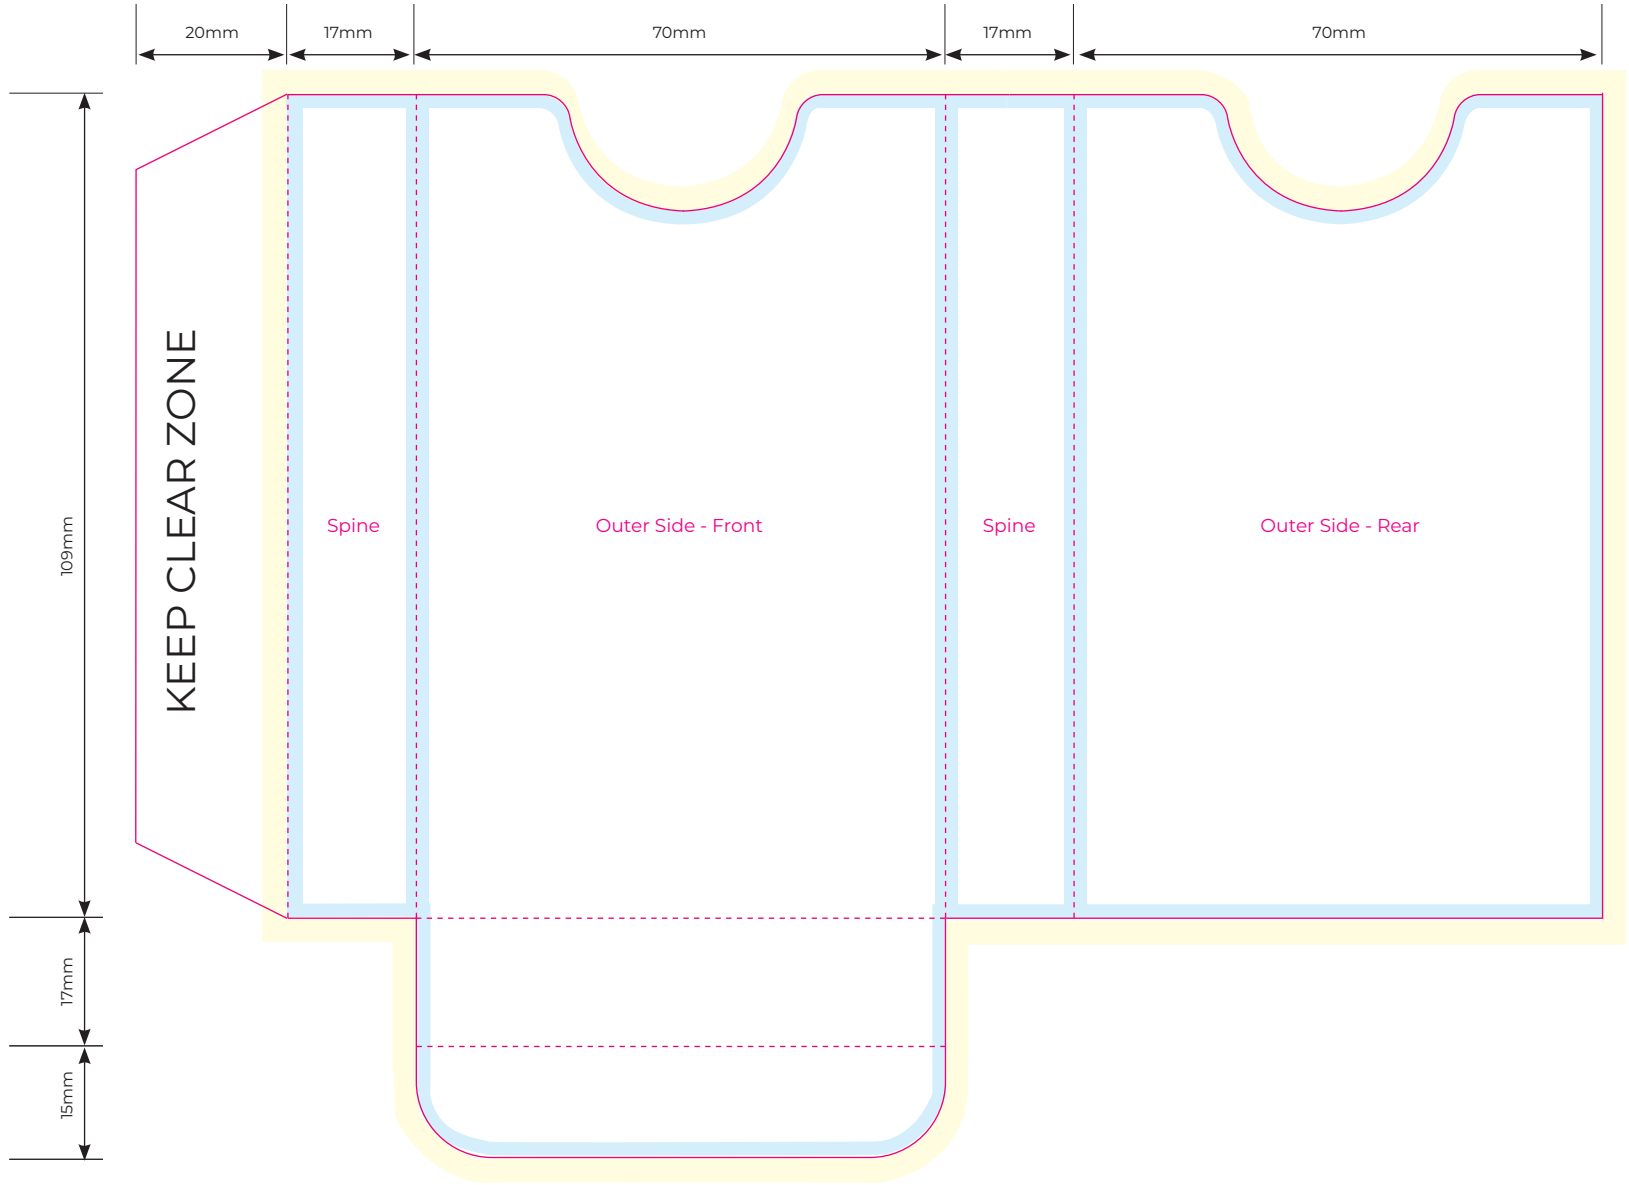 20mm
17mm
70mm
17mm
70mm
109mm
KEEP CLEAR ZONE
Spine
Outer Side - Front
Spine
Outer Side - Rear
17mm
15mm